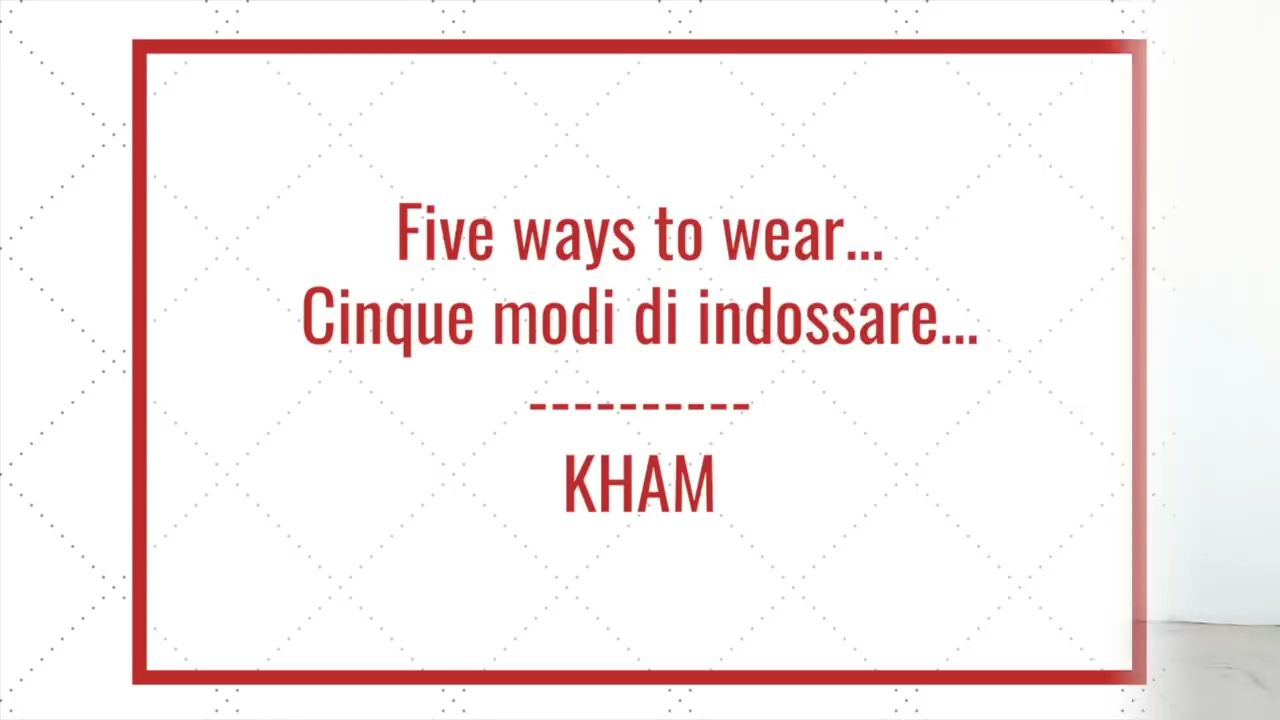 Five ways to wear...
Cinque modi di indossare...
----------
KHAM